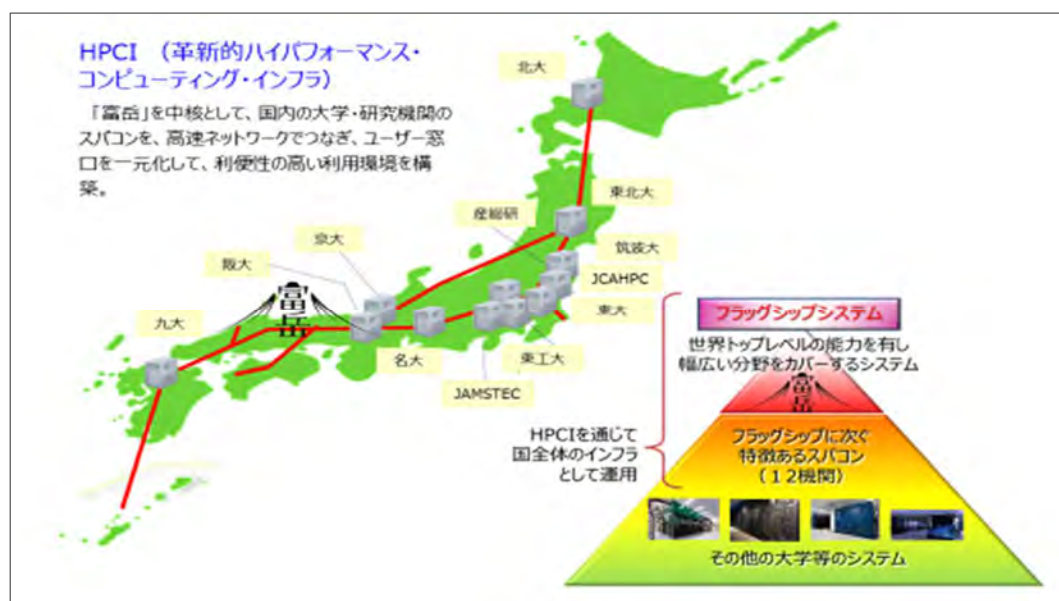 HPCI （革新的ハイパフォーマンス・
コンピューティング・インフラ）
「富岳」を中核として、国内の大学・研究機関の
スパコンを、高速ネットワークでつなぎ、ユーザー窓
口を一元化して、利便性の高い利用環境を構
築。
北大
東北大
産総研
筑波大
京大
阪大
JCAHPC
富岳
九大
東大
名大
東工大
JAMSTEC
フラッグシップシステム
世界トップレベルの能力を有し
幅広い分野をカバーするシステム
富岳
HPCIを通じて
国全体のインフラ
として運用
フラッグシップに次ぐ
特徴あるスパコン
（１２機関）
その他の大学等のシステム